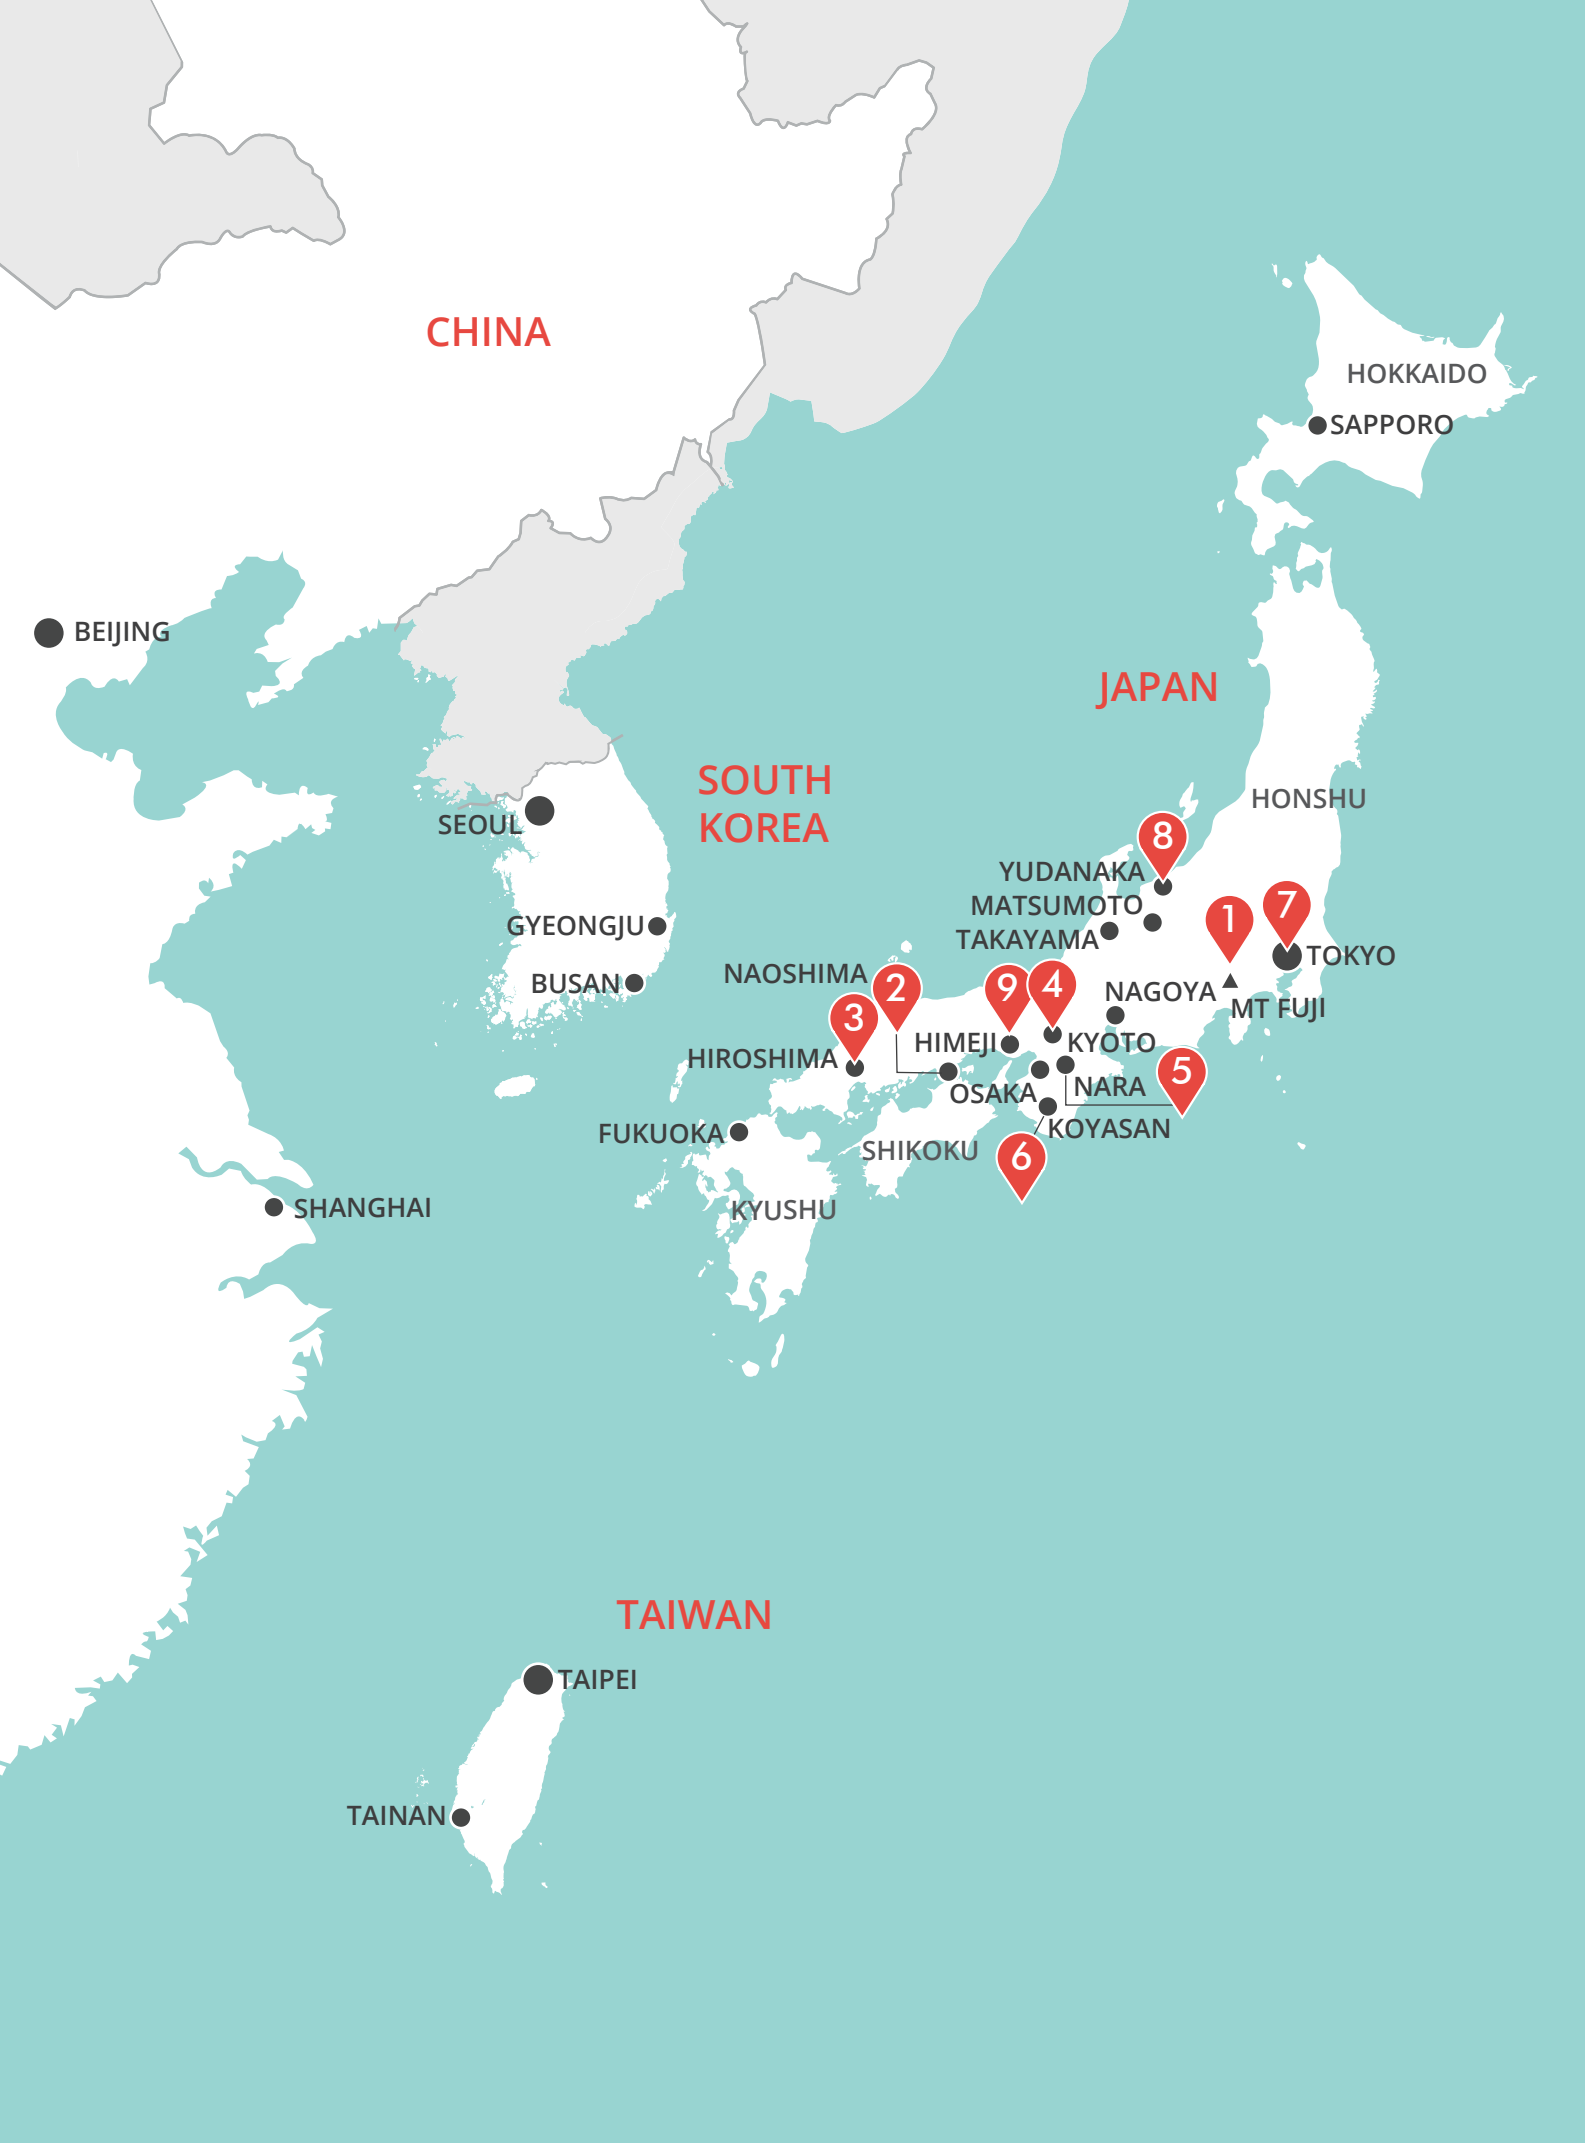 CHINA
HOKKAIDO
SAPPORO
BEIJING
JAPAN
SOUTH
KOREA
HONSHU
SEOUL
8
YUDANAKA
MATSUMOTO
TAKAYAMA
1
7
TOKYO
GYEONGJU
BUSAN
NAOSHIMA
2
9
4
NAGOYA
MT FUJI
3
HIROSHIMA
HIMEJI
KYOTO
5
OSAKA
NARA
KOYASAN
FUKUOKA
SHIKOKU
6
KYUSHU
SHANGHAI
TAIWAN
TAIPEI
TAINAN